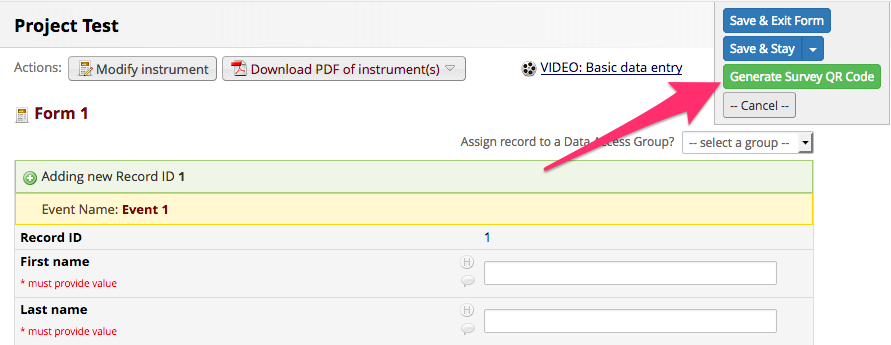 Project Test
Save & Exit Form
Save & Stay
Generate Survey QR Code
-- Cancel --
Actions:
Modify instrument
Download PDF of instrument(s)
VIDEO: Basic data entry
Form 1
Assign record to a Data Access Group?
-- select a group --
Adding new Record ID 1
Event Name: Event 1
Record ID
1
First name
H
* must provide value
Last name
H
* must provide value